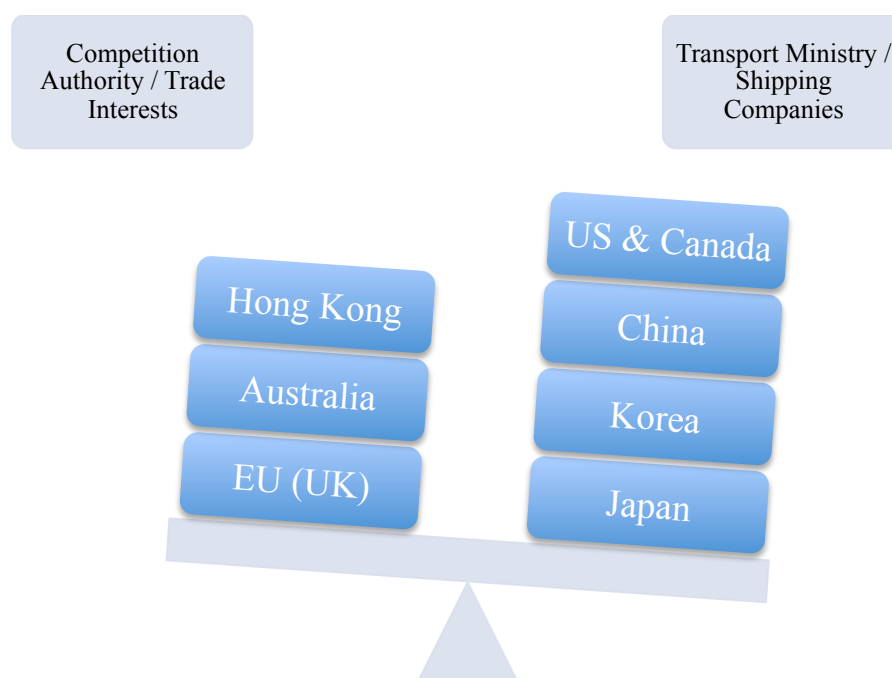 Competition
Authority / Trade
Interests
Transport Ministry /
Shipping
Companies
US & Canada
Hong Kong
China
Australia
Korea
EU (UK)
Japan